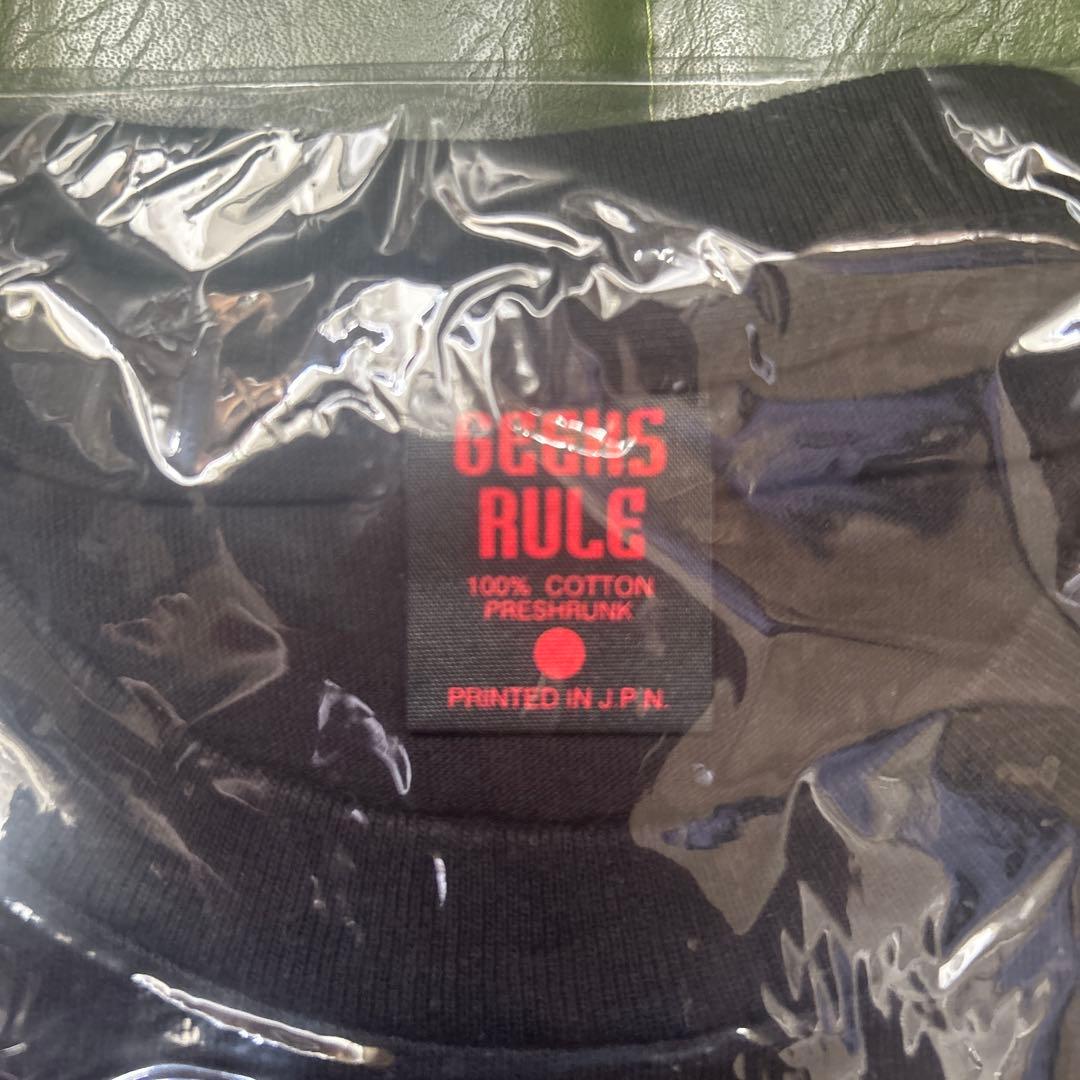 GEEKS
RULE
100% COTTON
PRESHRUNK
PRINTED IN J.P.N.